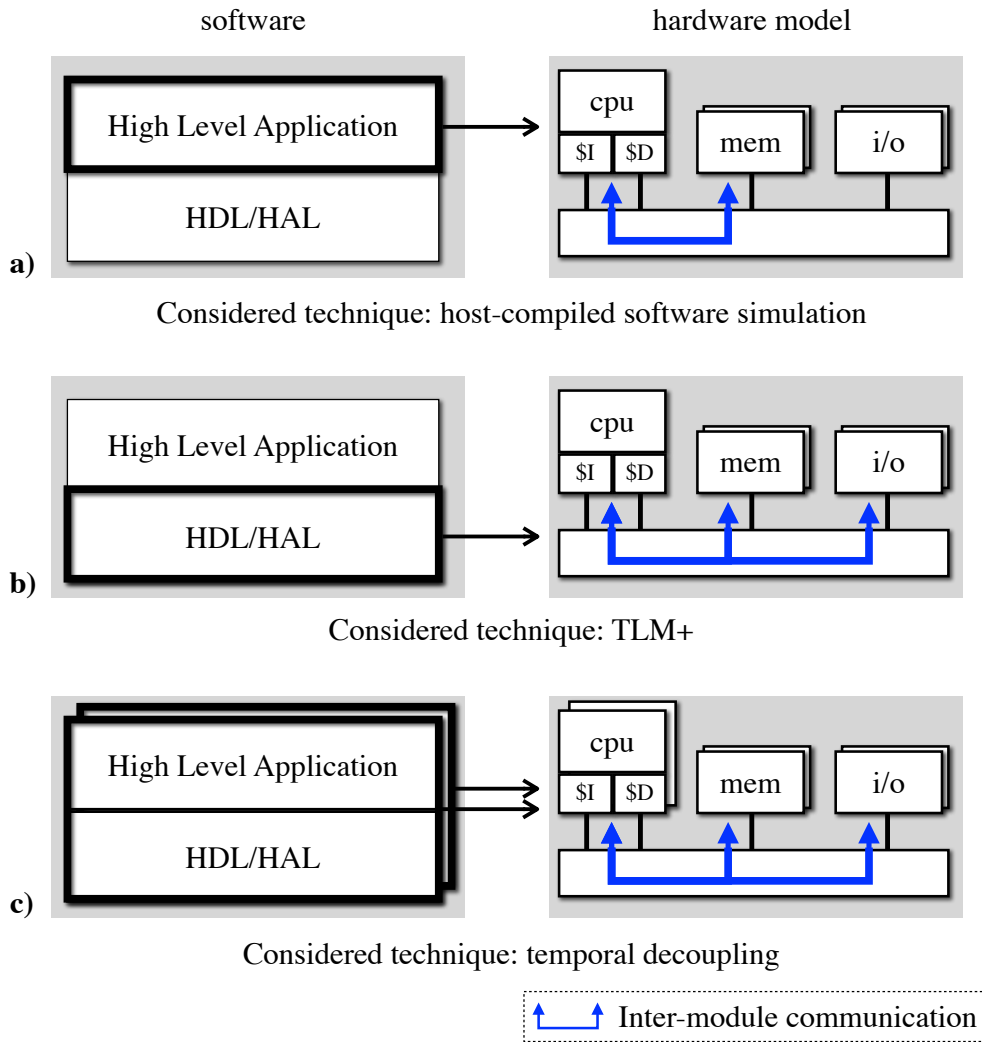 software hardware model
High Level Application
HDL/HAL
cpu
$I $D
mem
i/o
a)
Considered technique: host-compiled software simulation
High Level Application
HDL/HAL
cpu
$I $D
mem
i/o
b)
Considered technique: TLM+
High Level Application
HDL/HAL
cpu
$I $D
mem
i/o
c)
Considered technique: temporal decoupling
Inter-module communication